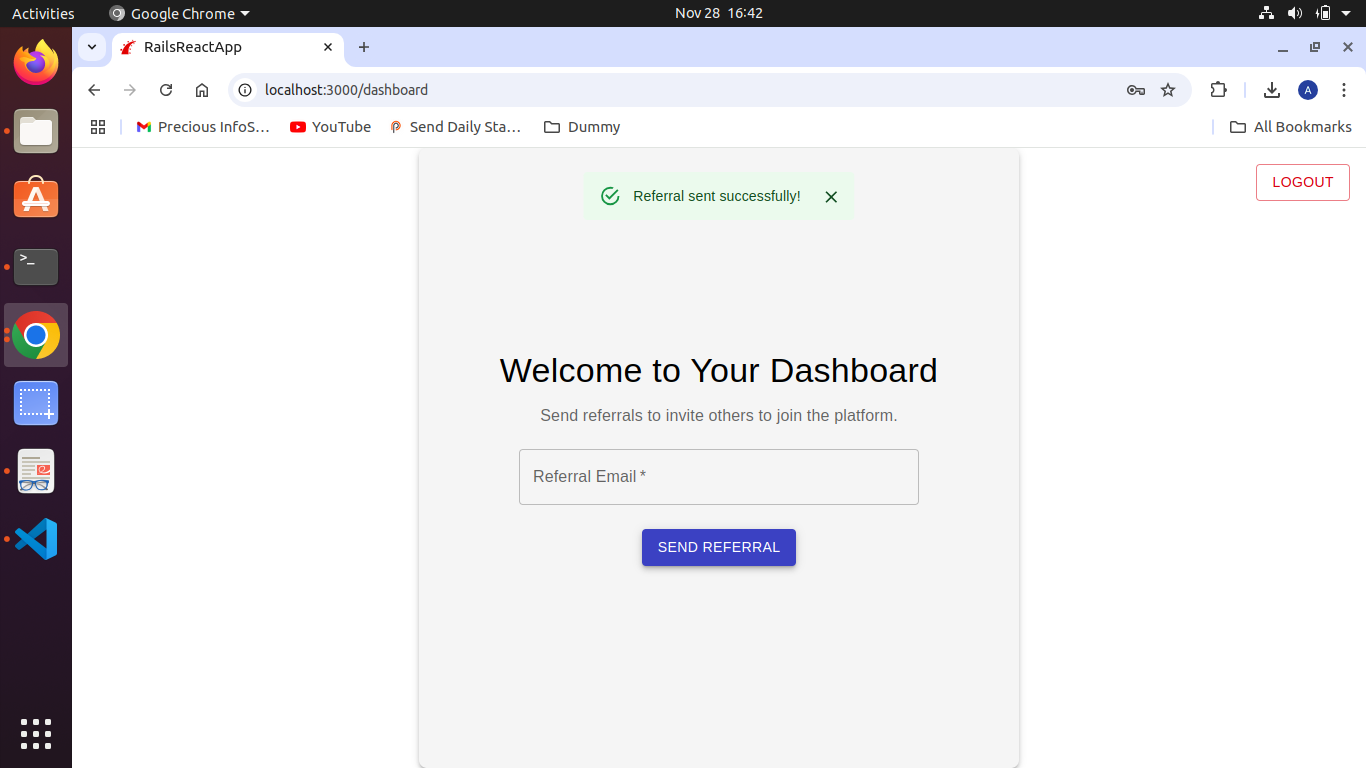 Activities
Google Chrome
Nov 28 16:42
RailsReactApp
localhost:3000/dashboard
A
Precious InfoS…
YouTube
Send Daily Sta…
Dummy
All Bookmarks
Referral sent successfully!
LOGOUT
Welcome to Your Dashboard
Send referrals to invite others to join the platform.
Referral Email *
SEND REFERRAL